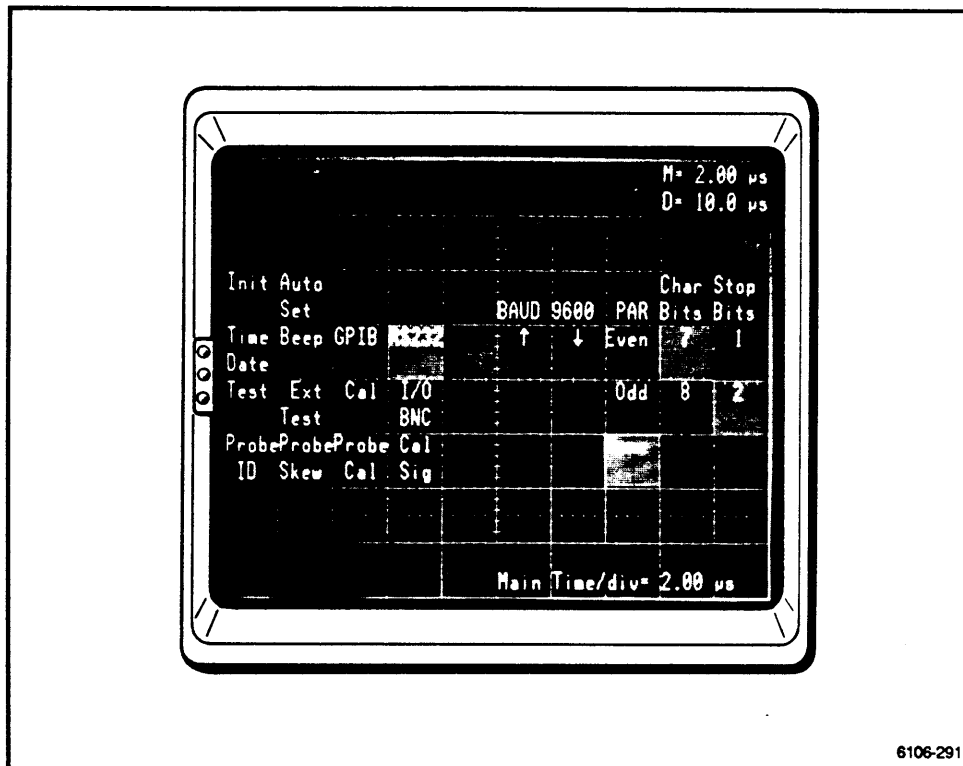 M= 2.00 µs
D= 10.0 µs
Init Auto Char Stop
Set BAUD 9600 PAR Bits Bits
Time Beep GPIB RS232 ↑ ↓ Even 7 1
Date
Test Ext Cal I/O Odd 8 2
Test BNC
Probe Probe Probe Cal
ID Skew Cal Sig
Main Time/div= 2.00 µs
6106-291